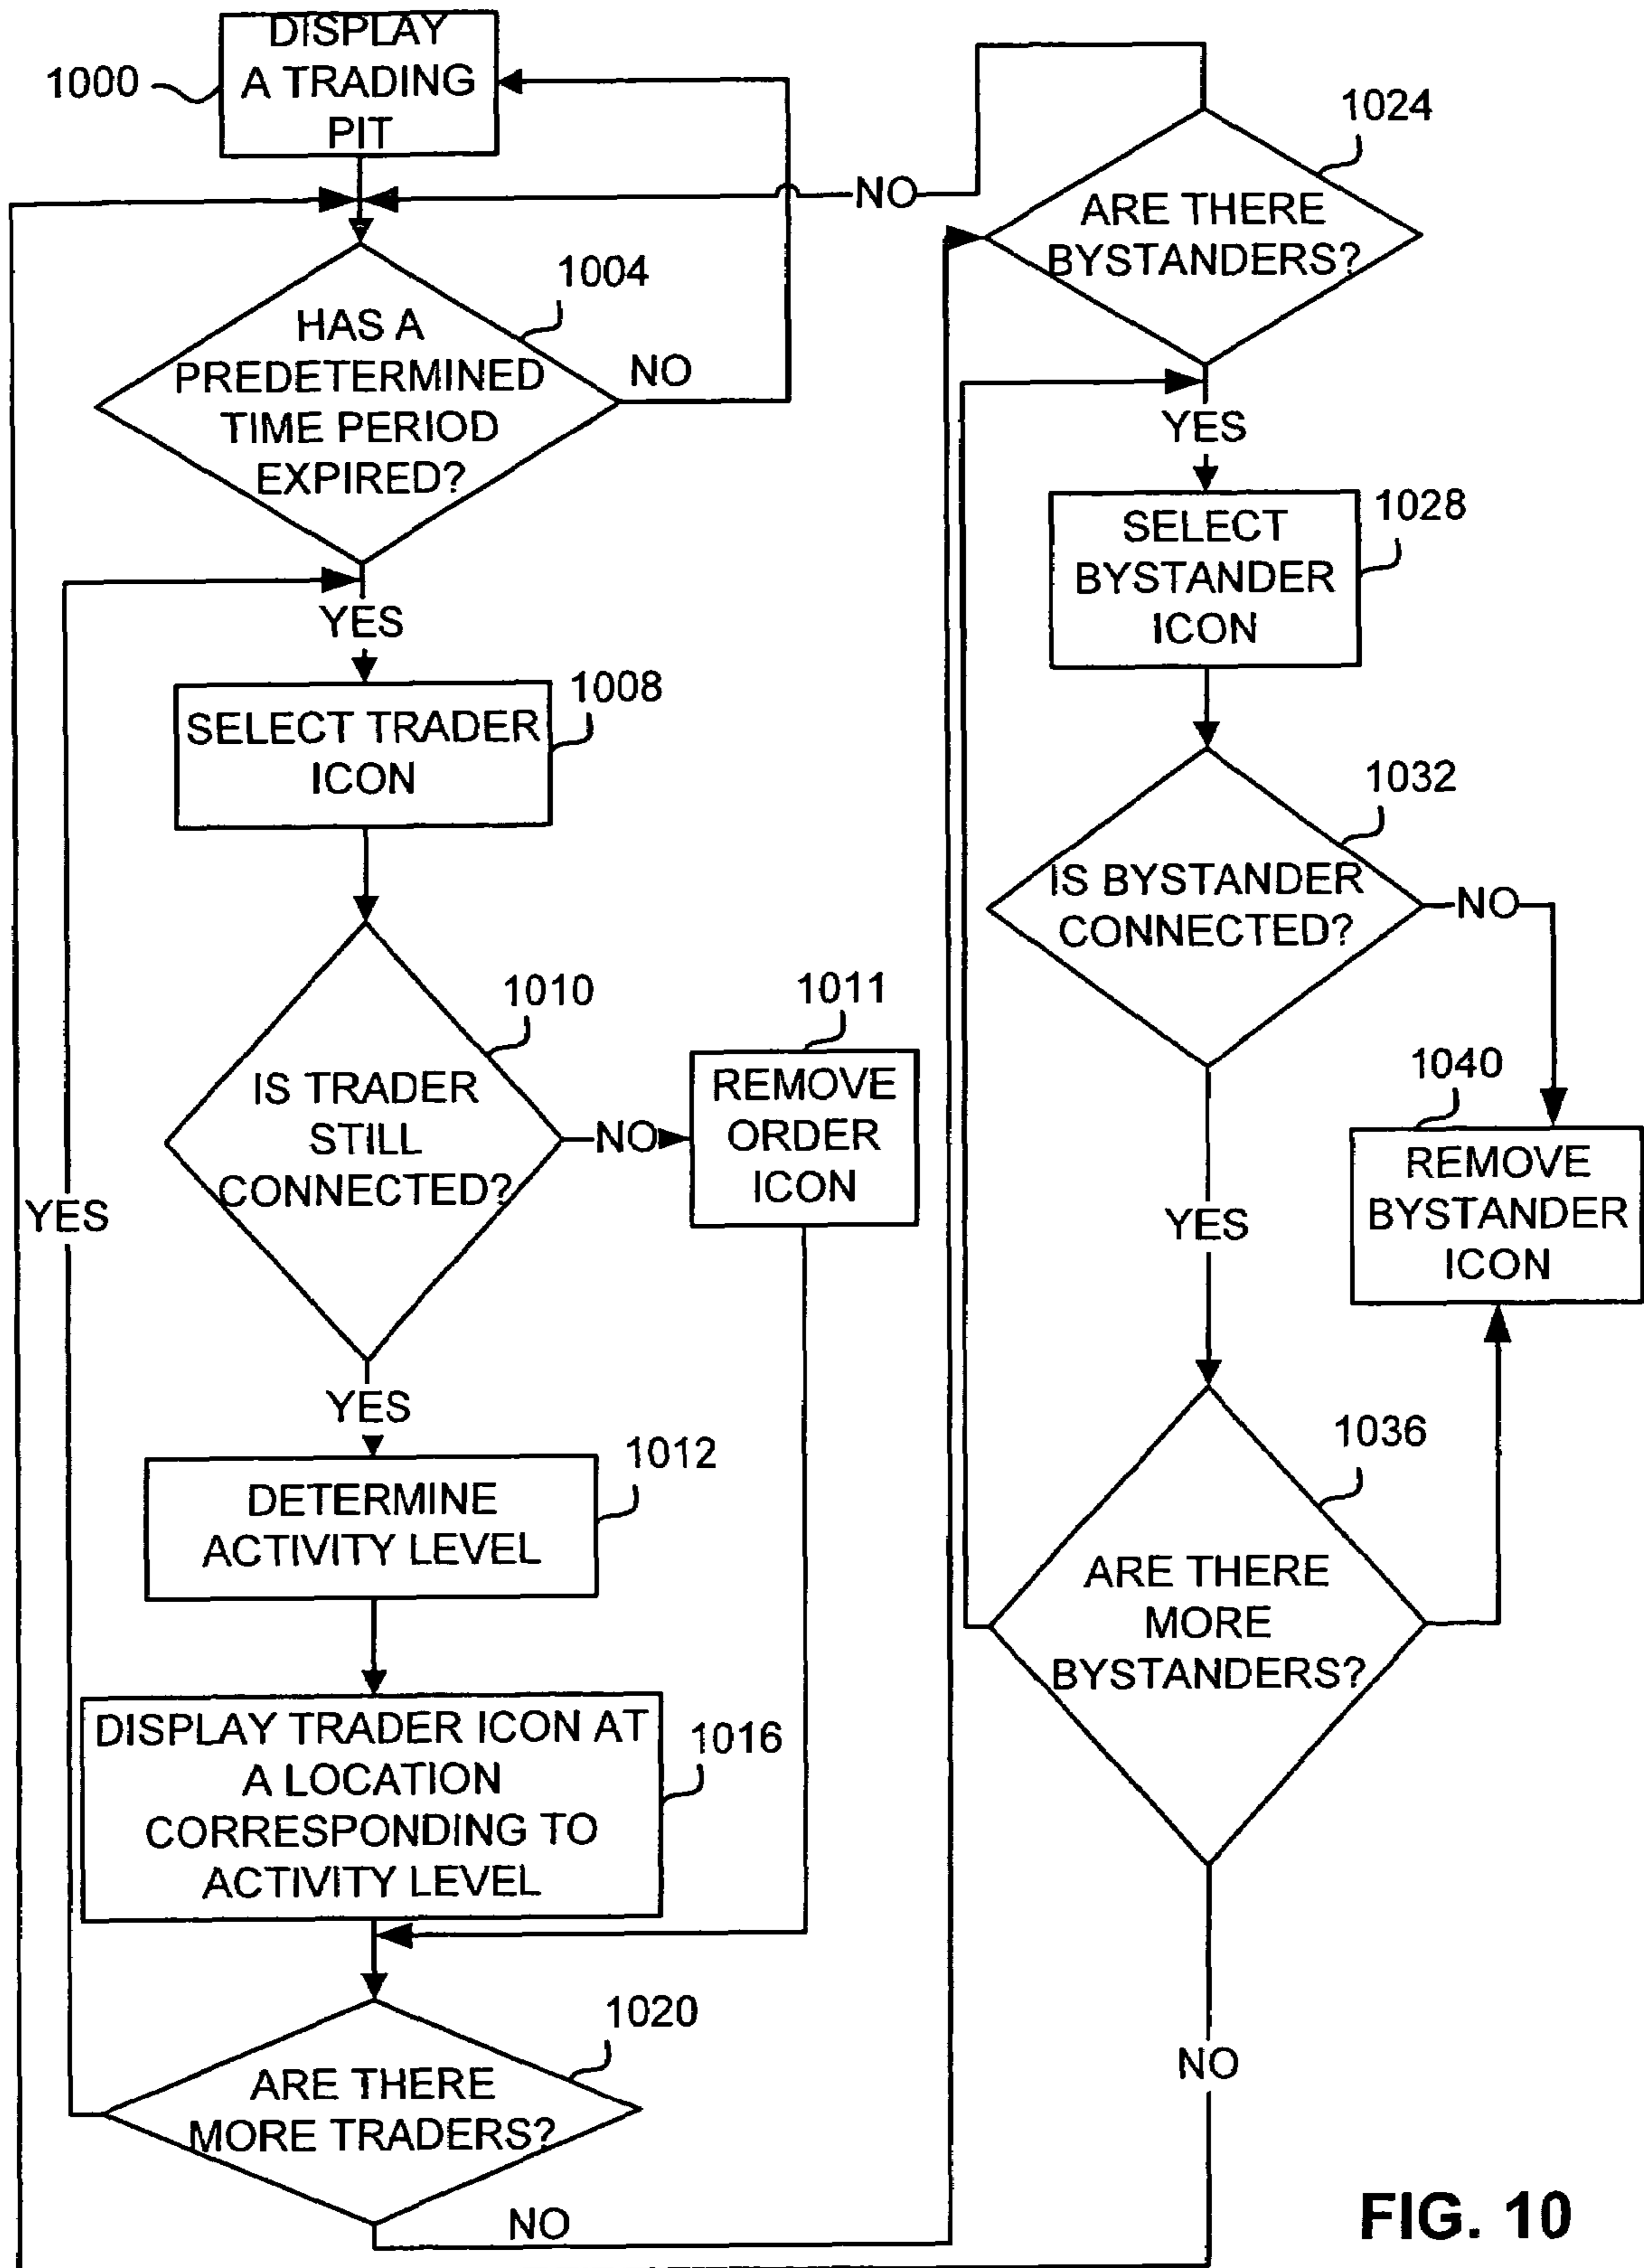 DISPLAY
A TRADING
PIT
1000
HAS A
PREDETERMINED
TIME PERIOD
EXPIRED?
1004
NO
YES
SELECT TRADER
ICON
1008
IS TRADER
STILL
CONNECTED?
1010
NO
REMOVE
ORDER
ICON
1011
YES
DETERMINE
ACTIVITY LEVEL
1012
DISPLAY TRADER ICON AT
A LOCATION
CORRESPONDING TO
ACTIVITY LEVEL
1016
ARE THERE
MORE TRADERS?
1020
YES
NO
ARE THERE
BYSTANDERS?
1024
NO
YES
SELECT
BYSTANDER
ICON
1028
IS BYSTANDER
CONNECTED?
1032
NO
1040
REMOVE
BYSTANDER
ICON
YES
ARE THERE
MORE
BYSTANDERS?
1036
NO
FIG. 10